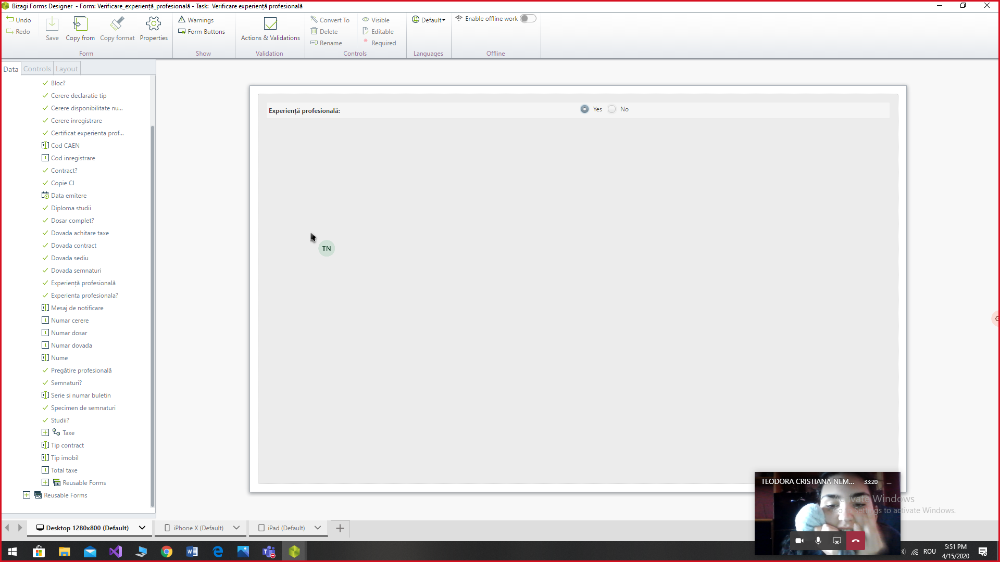 Bizagi Forms Designer - Form: Verificare_experiență_profesională - Task: Verificare experiență profesională
Undo
Redo
Save
Copy from
Copy format
Properties
Form
Warnings
Form Buttons
Show
Actions & Validations
Validation
Convert To
Delete
Rename
Visible
Editable
Required
Controls
Default
Languages
Enable offline work
Offline
Data
Controls
Layout
Bloc?
Cerere declaratie tip
Cerere disponibilitate nu...
Cerere inregistrare
Certificat experienta prof...
Cod CAEN
Cod inregistrare
Contract?
Copie CI
Data emitere
Diploma studii
Dosar complet?
Dovada achitare taxe
Dovada contract
Dovada sediu
Dovada semnaturi
Experiență profesională
Experienta profesionala?
Mesaj de notificare
Numar cerere
Numar dosar
Numar dovada
Nume
Pregătire profesională
Semnaturi?
Serie si numar buletin
Specimen de semnaturi
Studii?
Taxe
Tip contract
Tip imobil
Total taxe
Reusable Forms
Reusable Forms
Experiență profesională:
Yes
No
TN
G
TEODORA CRISTIANA NEM...
33:20
Activate Windows
Go to Settings to activate Windows.
Desktop 1280x800 (Default)
iPhone X (Default)
iPad (Default)
ROU
5:51 PM
4/15/2020